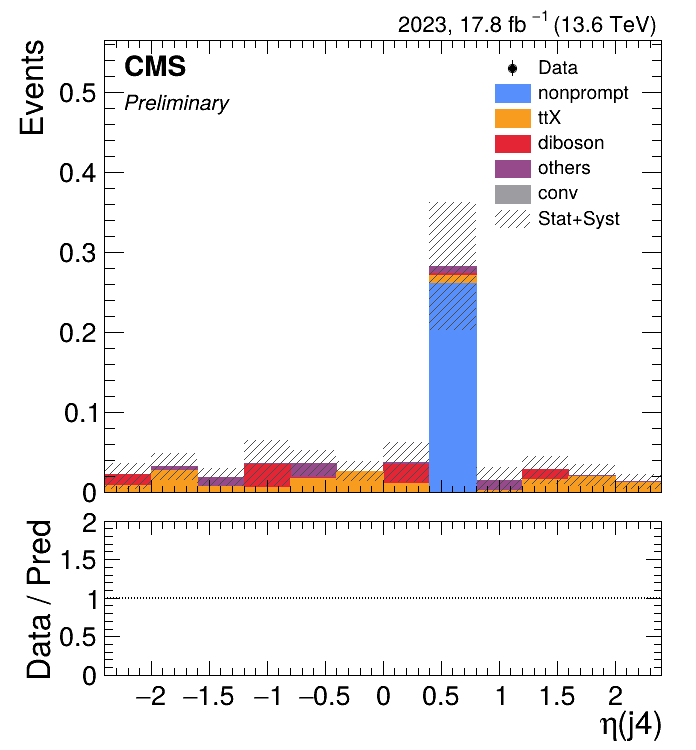 2023, 17.8 fb⁻¹ (13.6 TeV)
CMS
Preliminary
Events
Data
nonprompt
ttX
diboson
others
conv
Stat+Syst
0.5
0.4
0.3
0.2
0.1
0
Data / Pred
2
1.5
1
0.5
0
−2 −1.5 −1 −0.5 0 0.5 1 1.5 2
η(j4)